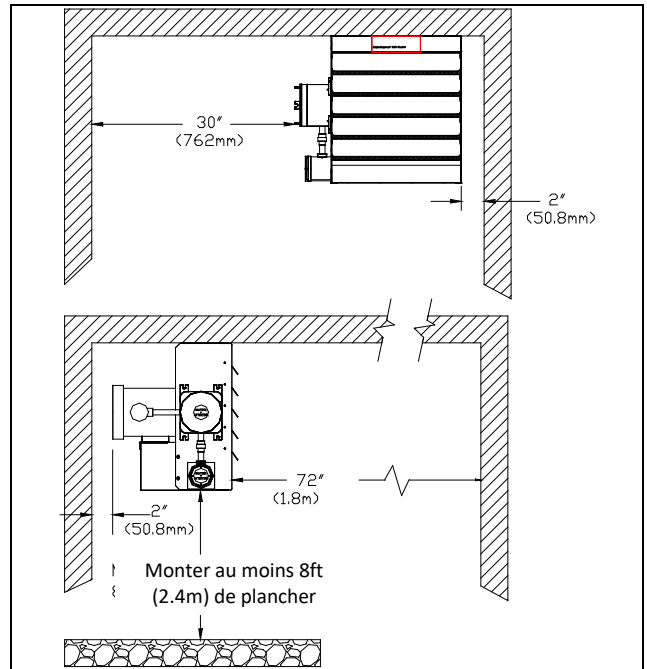 30"
(762mm)
2"
(50.8mm)
72"
(1.8m)
2"
(50.8mm)
Monter au moins 8ft
(2.4m) de plancher